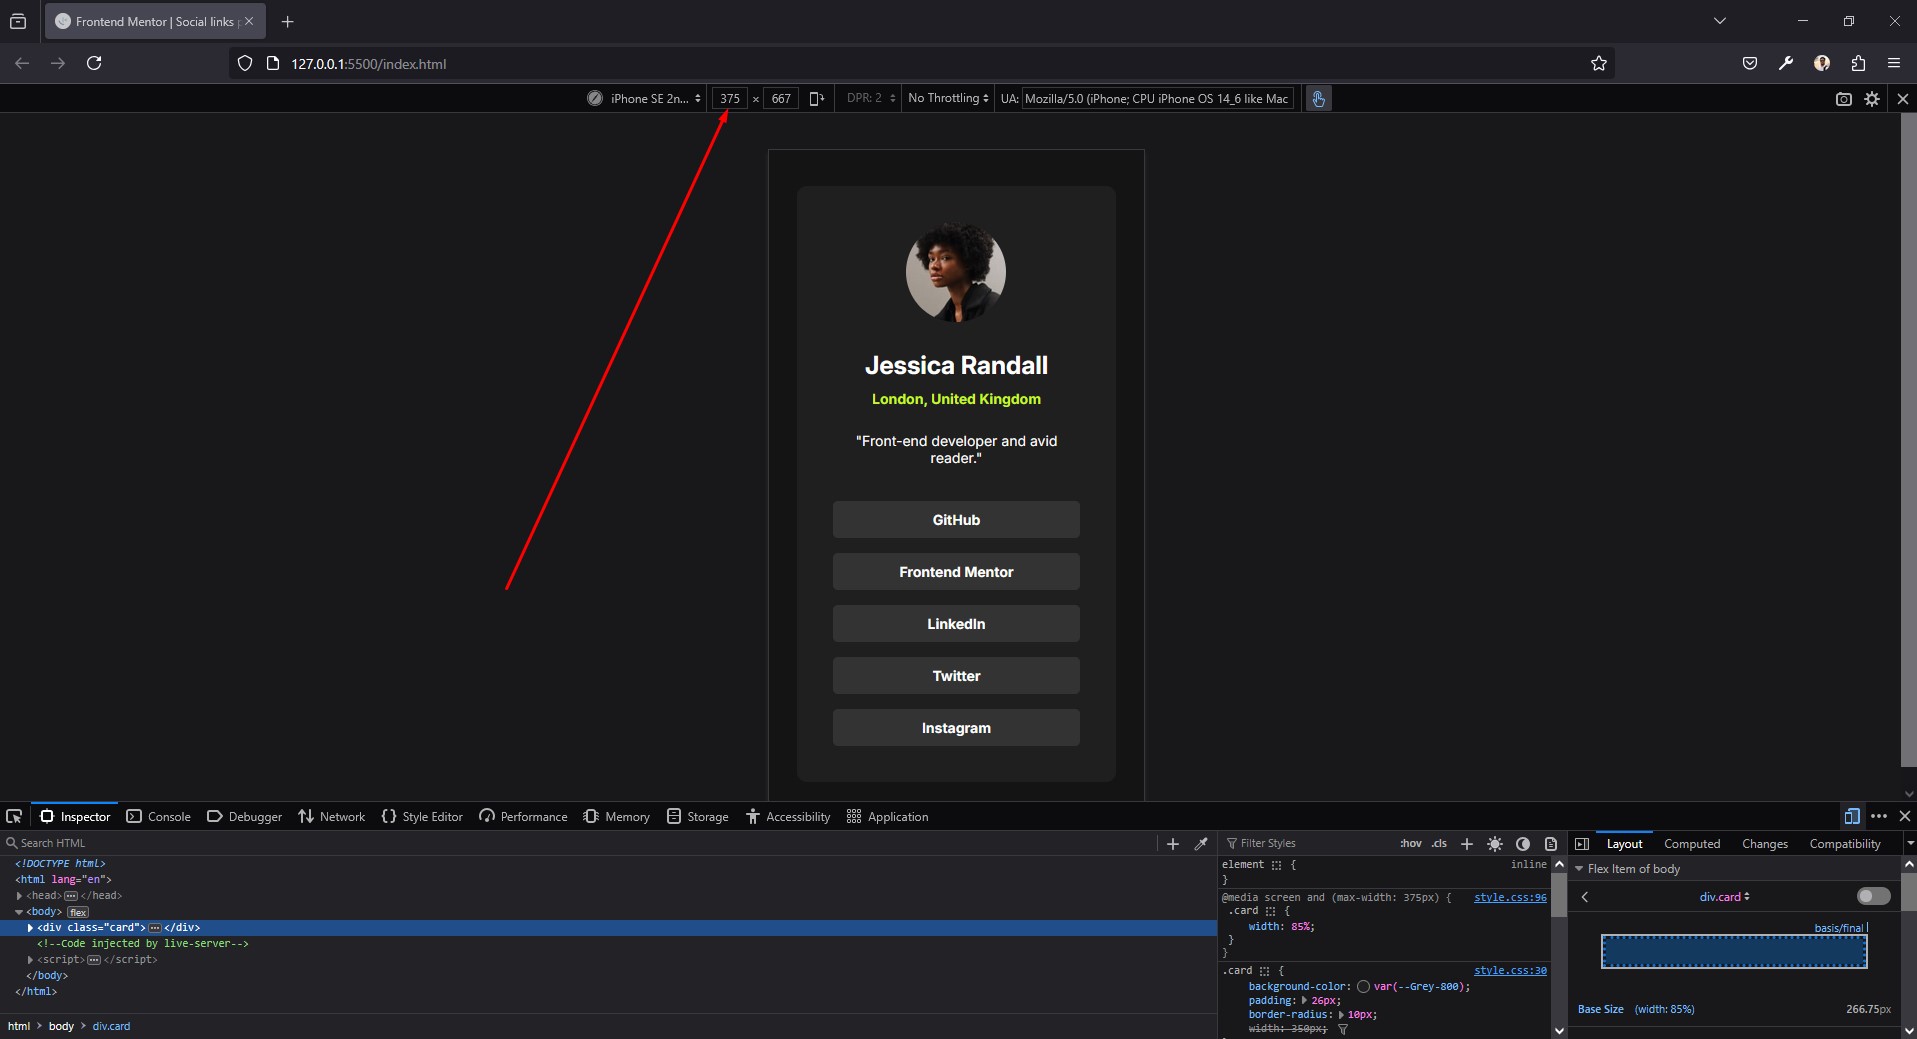 Frontend Mentor | Social links
127.0.0.1:5500/index.html
iPhone SE 2n... 375 × 667 DPR: 2 No Throttling UA: Mozilla/5.0 (iPhone; CPU iPhone OS 14_6 like Mac
Jessica Randall
London, United Kingdom
"Front-end developer and avid
reader."
GitHub
Frontend Mentor
LinkedIn
Twitter
Instagram
Inspector Console Debugger Network Style Editor Performance Memory Storage Accessibility Application
Search HTML
<!DOCTYPE html>
<html lang="en">
<head>...</head>
<body> flex
<div class="card">...</div>
<!--Code injected by live-server-->
<script>...</script>
</body>
</html>
html > body > div.card
Filter Styles :hov .cls +
element { inline
}
@media screen and (max-width: 375px) { style.css:96
.card {
width: 85%;
}
}
.card { style.css:30
background-color: var(--Grey-800);
padding: 26px;
border-radius: 10px;
width: 350px;
Layout Computed Changes Compatibility
Flex Item of body
div.card
basis/final
Base Size (width: 85%) 266.75px